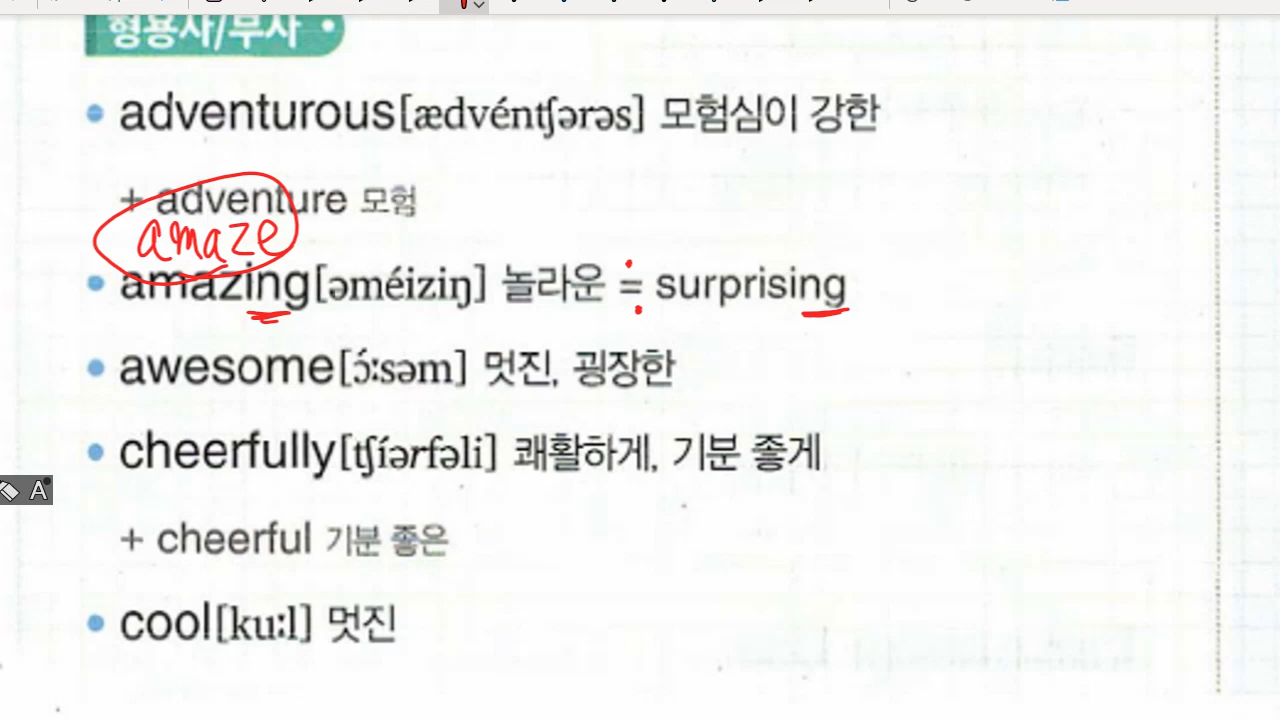 형용사/부사
adventurous[ædvéntʃərəs] 모험심이 강한
+ adventure 모험
amaze
amazing[əméiziŋ] 놀라운 = surprising
awesome[ɔ́ːsəm] 멋진, 굉장한
cheerfully[tʃíərfəli] 쾌활하게, 기분 좋게
A
+ cheerful 기분 좋은
cool[kuːl] 멋진